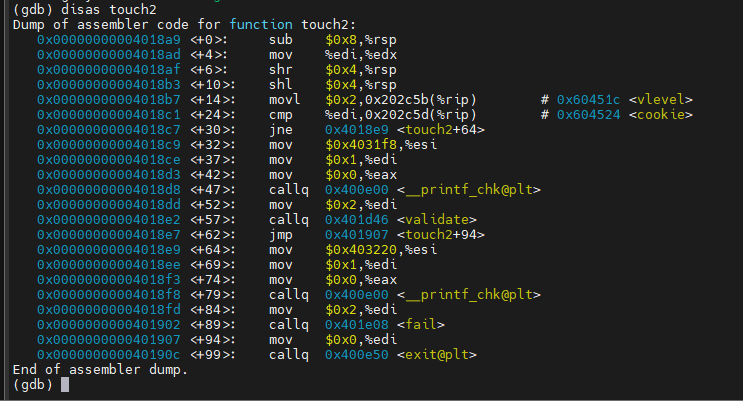 (gdb) disas touch2
Dump of assembler code for function touch2:
   0x00000000004018a9 <+0>:     sub    $0x8,%rsp
   0x00000000004018ad <+4>:     mov    %edi,%edx
   0x00000000004018af <+6>:     shr    $0x4,%rsp
   0x00000000004018b3 <+10>:    shl    $0x4,%rsp
   0x00000000004018b7 <+14>:    movl   $0x2,0x202c5b(%rip)        # 0x60451c <vlevel>
   0x00000000004018c1 <+24>:    cmp    %edi,0x202c5d(%rip)        # 0x604524 <cookie>
   0x00000000004018c7 <+30>:    jne    0x4018e9 <touch2+64>
   0x00000000004018c9 <+32>:    mov    $0x4031f8,%esi
   0x00000000004018ce <+37>:    mov    $0x1,%edi
   0x00000000004018d3 <+42>:    mov    $0x0,%eax
   0x00000000004018d8 <+47>:    callq  0x400e00 <__printf_chk@plt>
   0x00000000004018dd <+52>:    mov    $0x2,%edi
   0x00000000004018e2 <+57>:    callq  0x401d46 <validate>
   0x00000000004018e7 <+62>:    jmp    0x401907 <touch2+94>
   0x00000000004018e9 <+64>:    mov    $0x403220,%esi
   0x00000000004018ee <+69>:    mov    $0x1,%edi
   0x00000000004018f3 <+74>:    mov    $0x0,%eax
   0x00000000004018f8 <+79>:    callq  0x400e00 <__printf_chk@plt>
   0x00000000004018fd <+84>:    mov    $0x2,%edi
   0x0000000000401902 <+89>:    callq  0x401e08 <fail>
   0x0000000000401907 <+94>:    mov    $0x0,%edi
   0x000000000040190c <+99>:    callq  0x400e50 <exit@plt>
End of assembler dump.
(gdb)